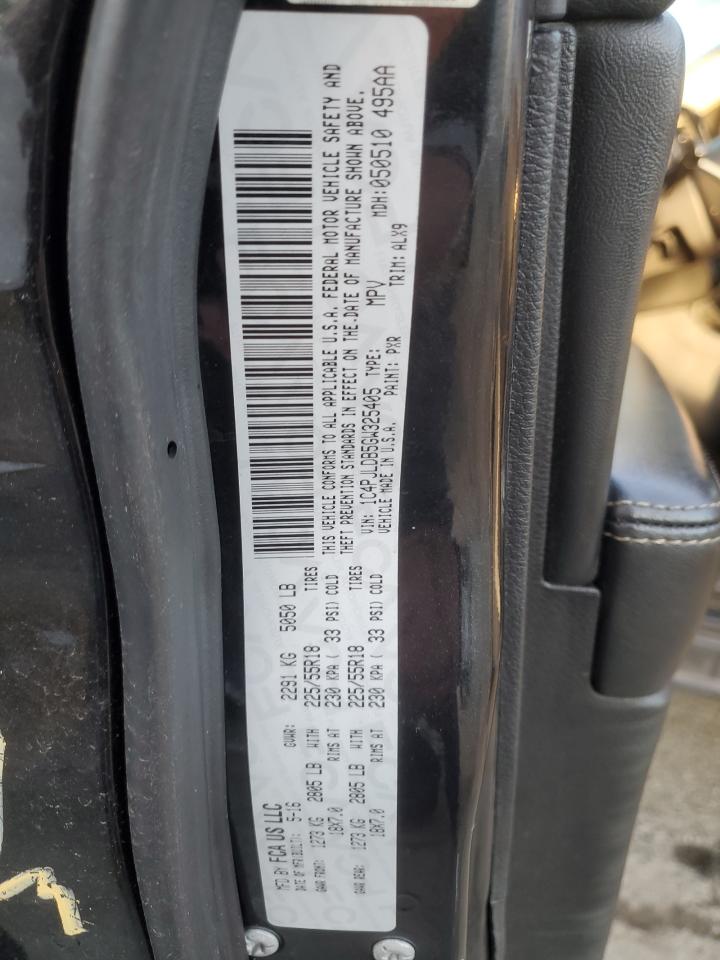 MFD BY FCA US LLC
DATE OF MFR/BUILT: 5-16 GVWR: 2291 KG 5050 LB
GAWR FRONT: 1273 KG 2805 LB WITH 225/55R18 TIRES
18X7.0 RIMS AT 230 KPA ( 33 PSI) COLD
GAWR REAR: 1273 KG 2805 LB WITH 225/55R18 TIRES
18X7.0 RIMS AT 230 KPA ( 33 PSI) COLD
THIS VEHICLE CONFORMS TO ALL APPLICABLE U.S.A. FEDERAL MOTOR VEHICLE SAFETY AND
THEFT PREVENTION STANDARDS IN EFFECT ON THE DATE OF MANUFACTURE SHOWN ABOVE.
VIN: 1C4PJLDB5GW325405 TYPE: MPV MDH:050510 495AA
VEHICLE MADE IN U.S.A. PAINT: PXR TRIM: ALX9